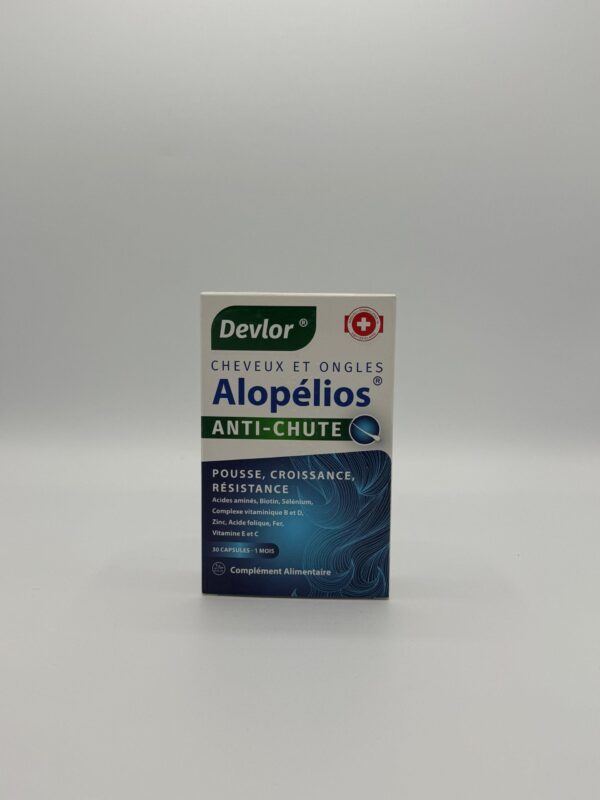 Devlor ®
CHEVEUX ET ONGLES
Alopélios®
ANTI-CHUTE
POUSSE, CROISSANCE,
RÉSISTANCE
Acides aminés, Biotin, Sélénium,
Complexe vitaminique B et D,
Zinc, Acide folique, Fer,
Vitamine E et C
30 CAPSULES - 1 MOIS
Complément Alimentaire